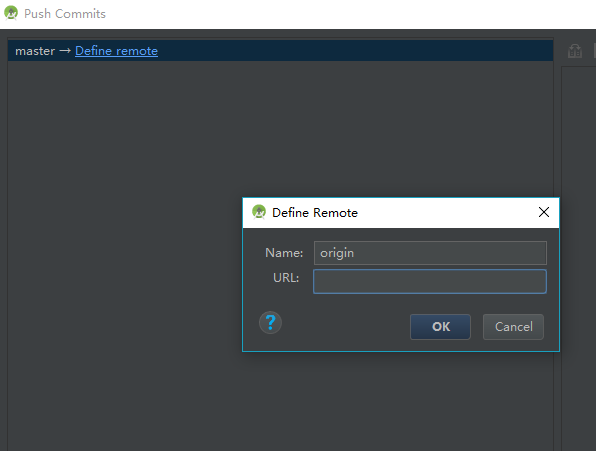 Push Commits
master → Define remote
Define Remote
Name: origin
URL:
? OK Cancel